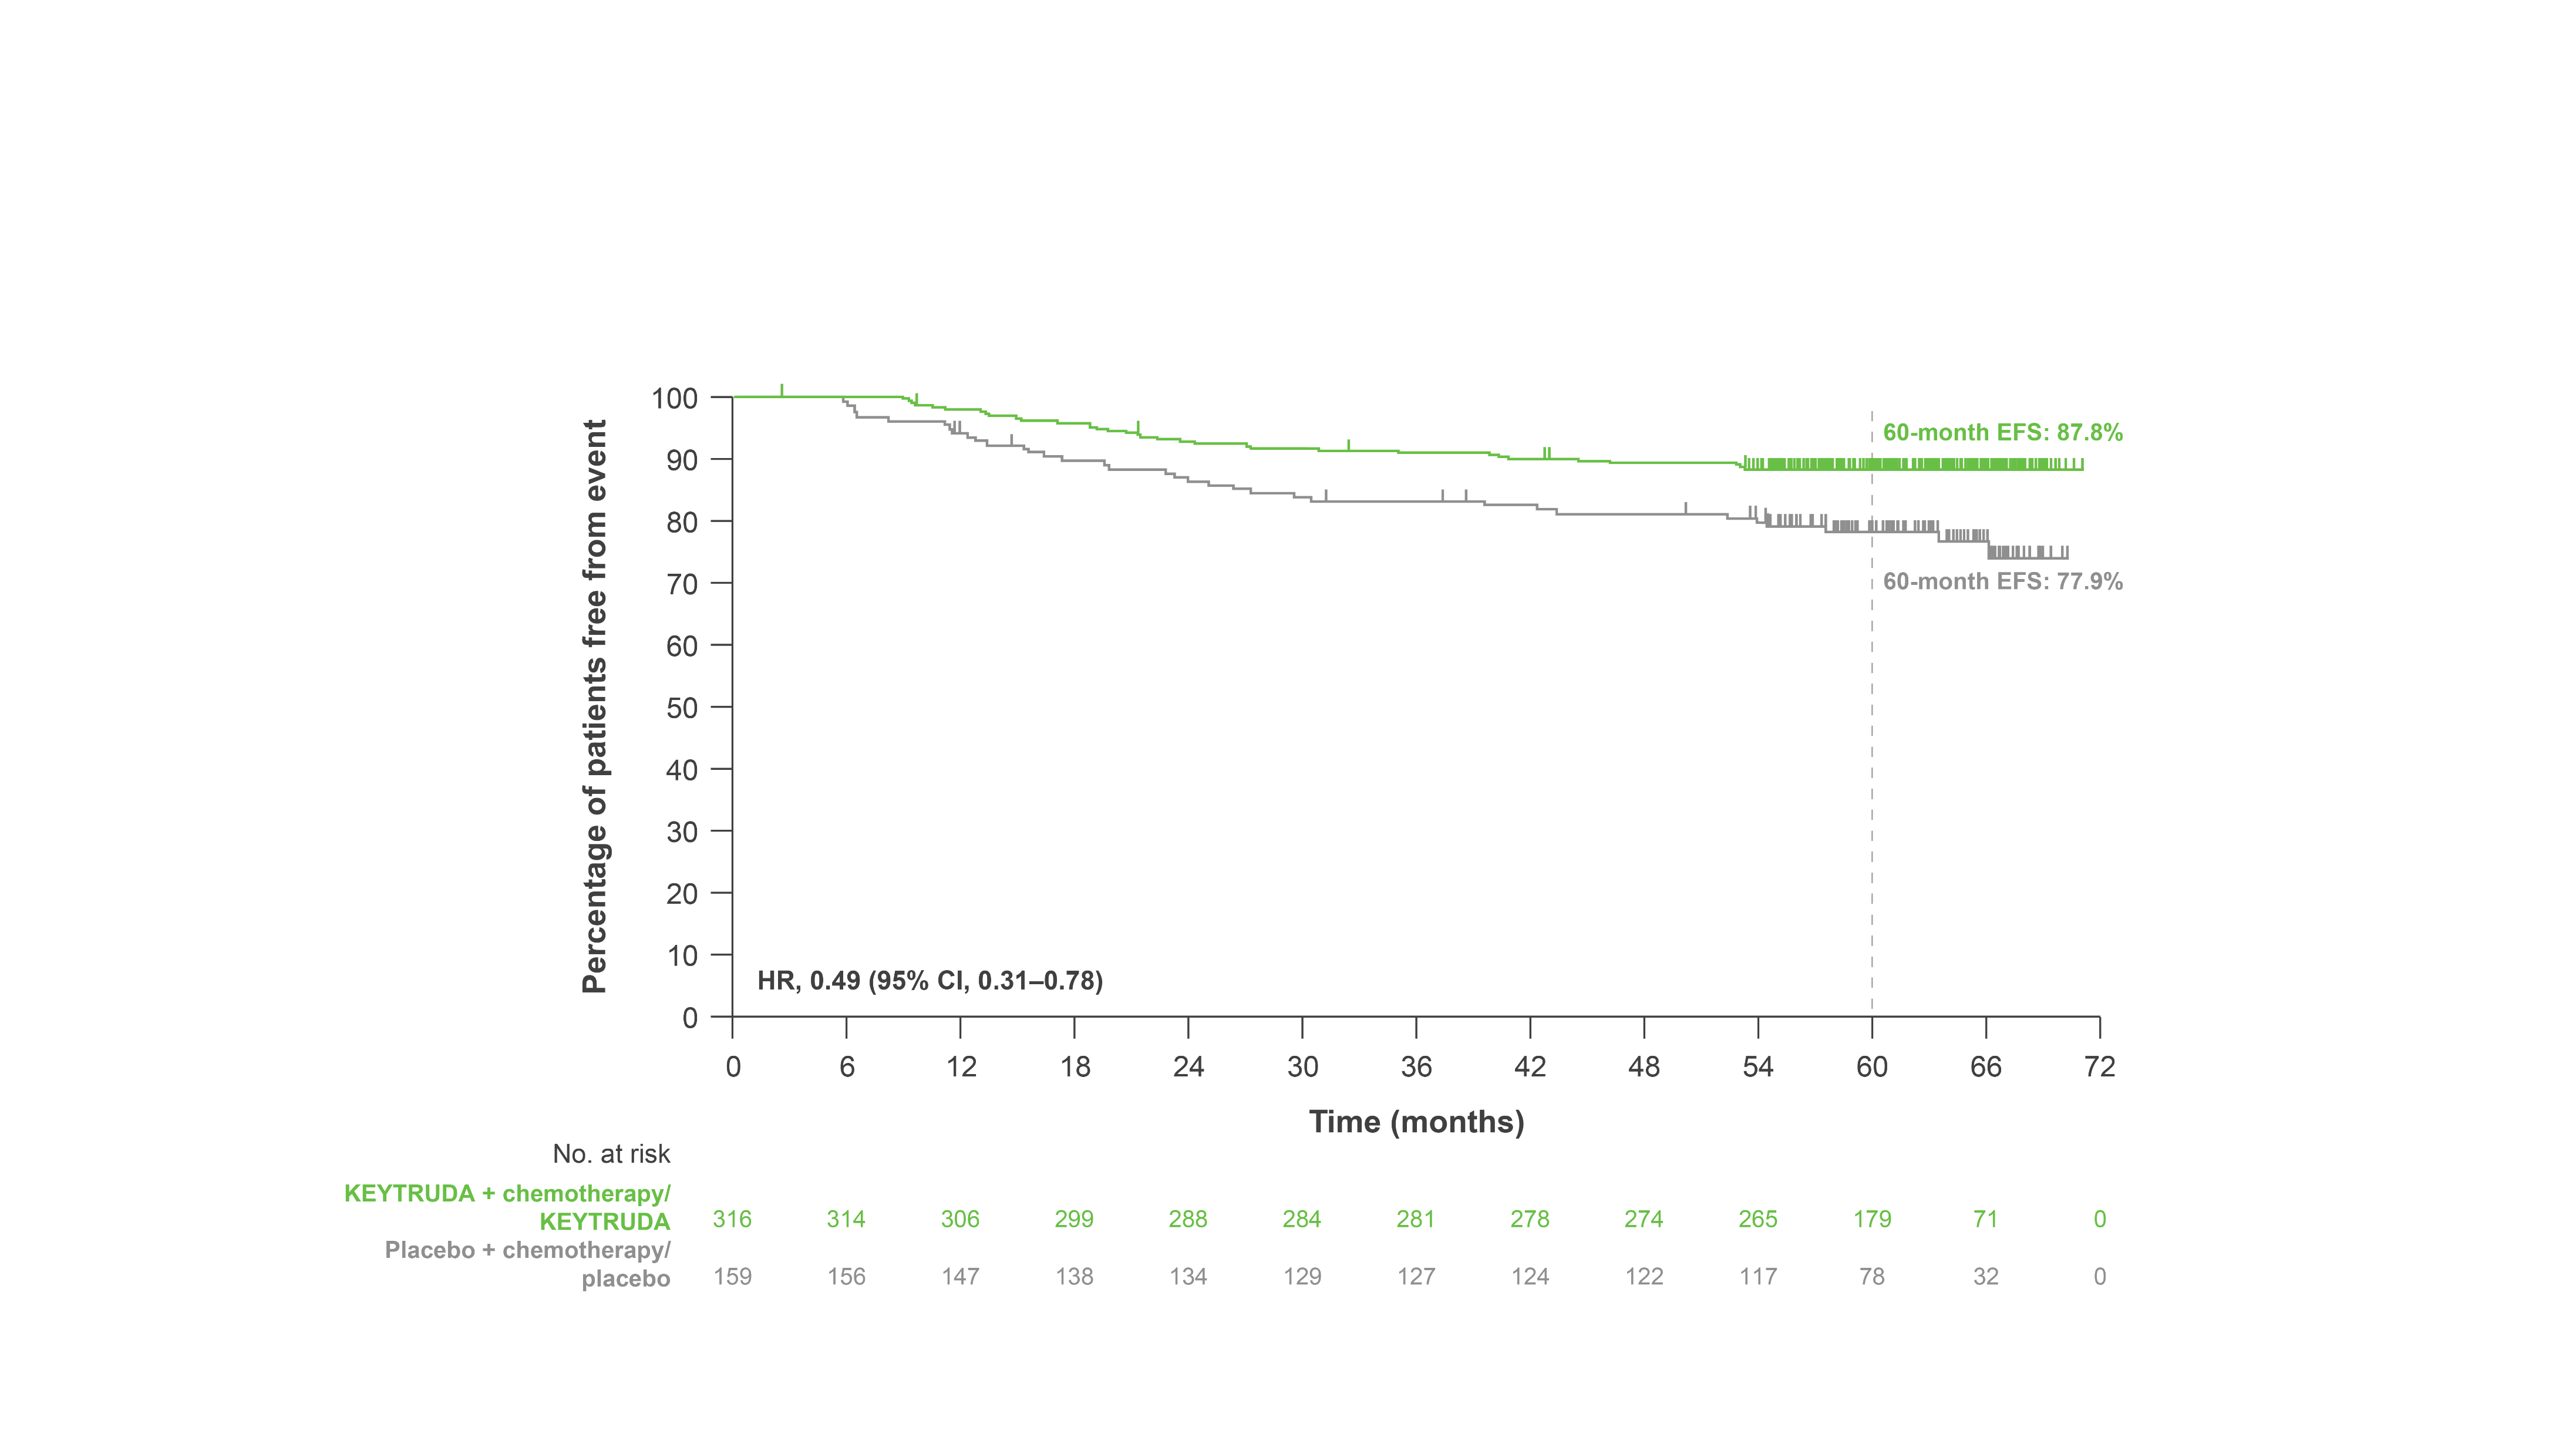 Percentage of patients free from event
100
90
80
70
60
50
40
30
20
10
0
60-month EFS: 87.8%
60-month EFS: 77.9%
HR, 0.49 (95% CI, 0.31–0.78)
0 6 12 18 24 30 36 42 48 54 60 66 72
Time (months)
No. at risk
KEYTRUDA + chemotherapy/
KEYTRUDA 316 314 306 299 288 284 281 278 274 265 179 71 0
Placebo + chemotherapy/
placebo 159 156 147 138 134 129 127 124 122 117 78 32 0